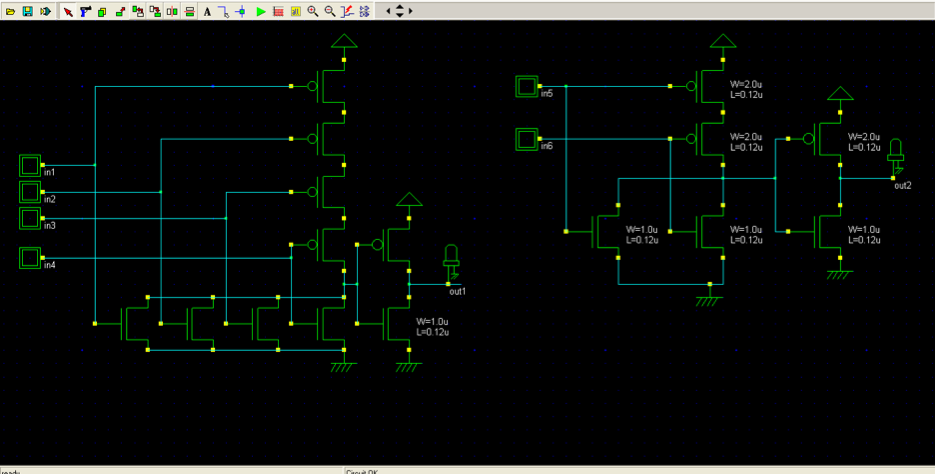 A
in1
in2
in3
in4
out1
W=1.0u
L=0.12u
in5
in6
W=2.0u
L=0.12u
W=2.0u
L=0.12u
W=2.0u
L=0.12u
out2
W=1.0u
L=0.12u
W=1.0u
L=0.12u
W=1.0u
L=0.12u
ready
Circuit OK